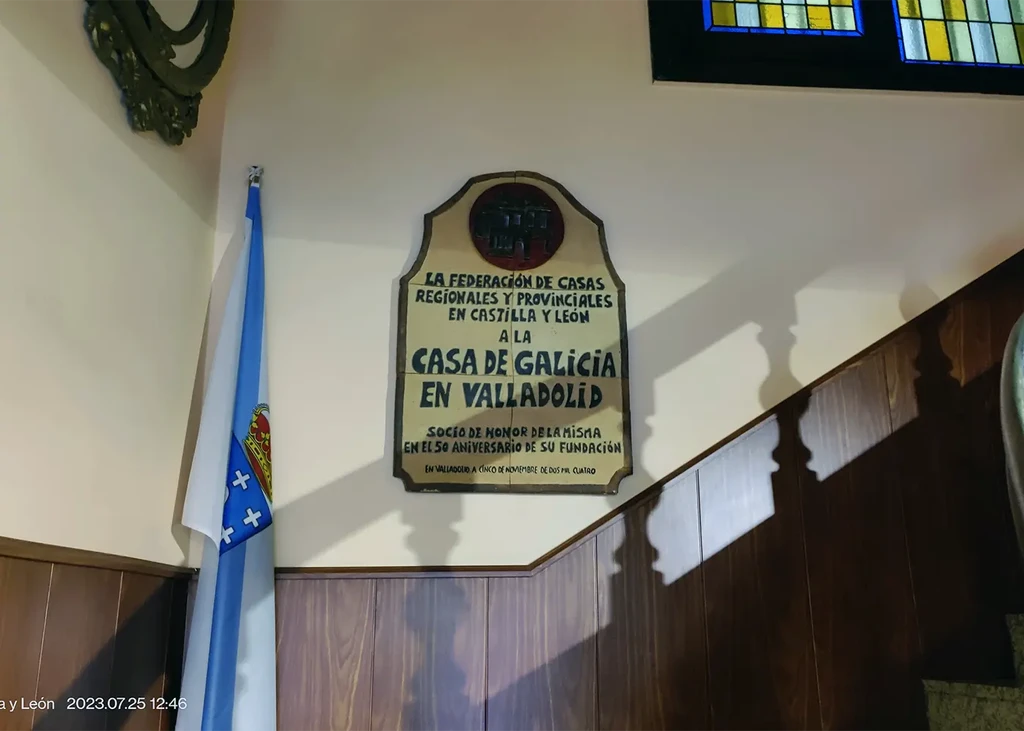 LA FEDERACIÓN DE CASAS
REGIONALES Y PROVINCIALES
EN CASTILLA Y LEÓN
A LA
CASA DE GALICIA
EN VALLADOLID
SOCIO DE HONOR DE LA MISMA
EN EL 50 ANIVERSARIO DE SU FUNDACIÓN
EN VALLADOLID A CINCO DE NOVIEMBRE DE DOS MIL CUATRO
a y León 2023.07.25 12:46